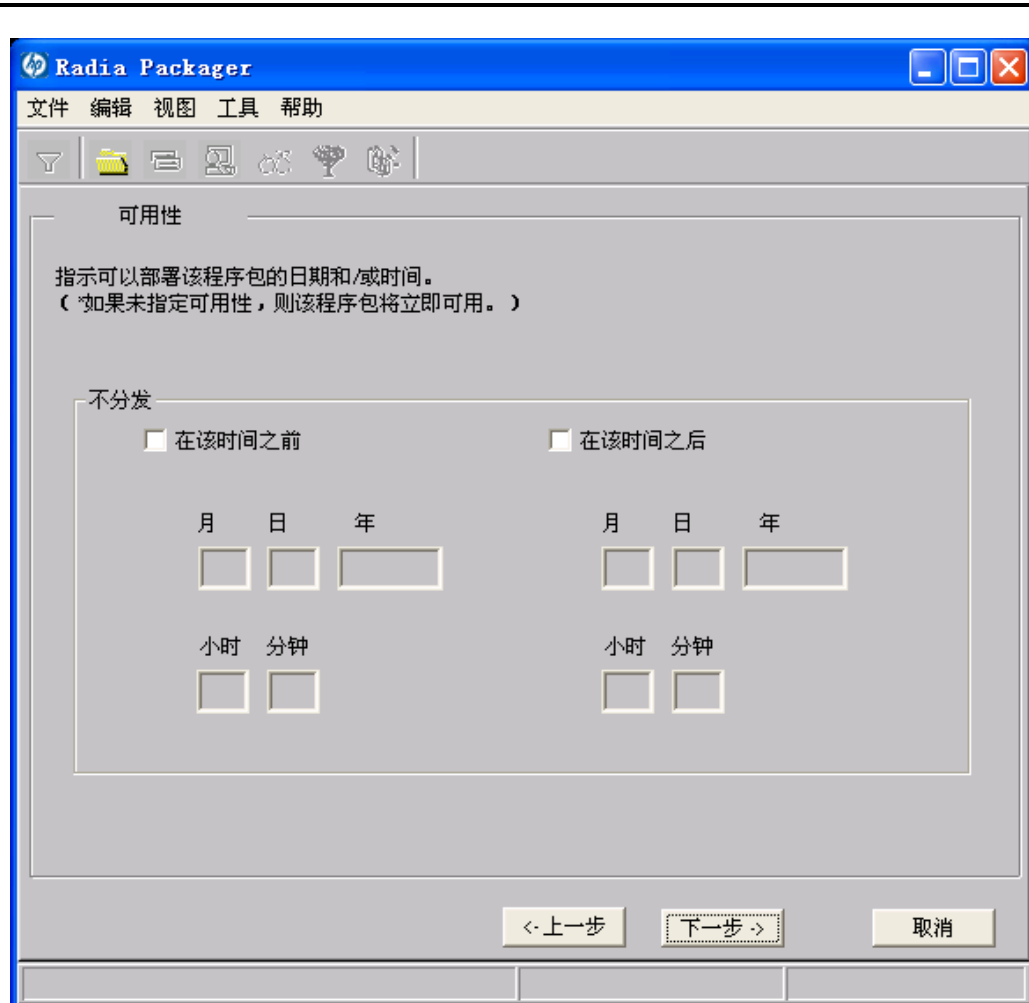 Radia Packager
文件 编辑 视图 工具 帮助
可用性
指示可以部署该程序包的日期和/或时间。
( *如果未指定可用性，则该程序包将立即可用。)
不分发
在该时间之前 在该时间之后
月 日 年 月 日 年
小时 分钟 小时 分钟
<-上一步 下一步-> 取消